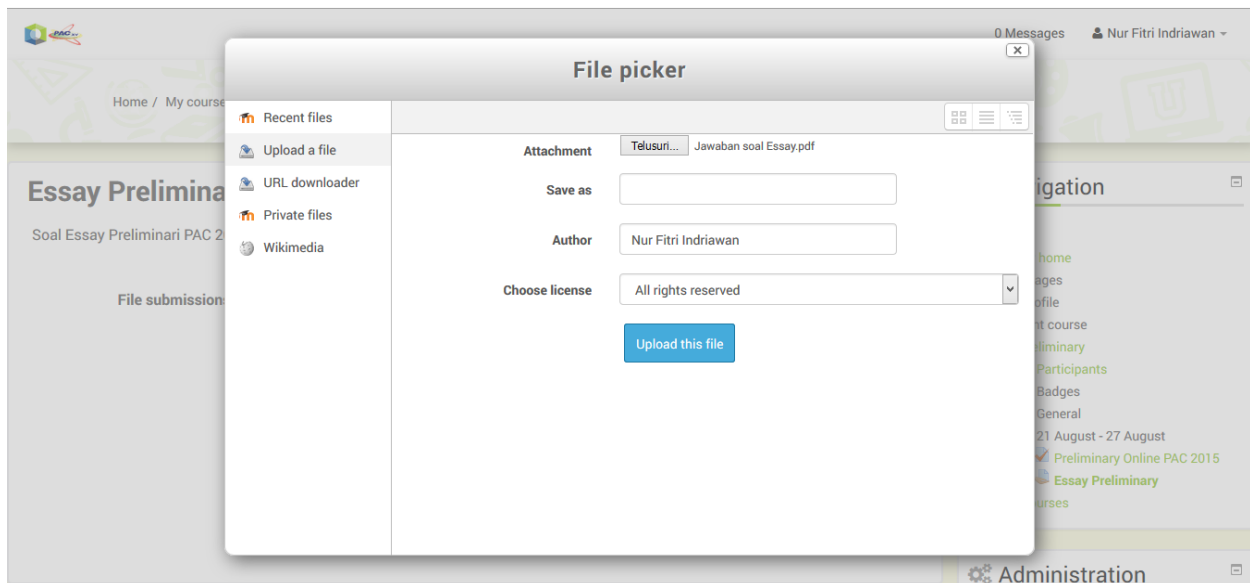 PAC
0 Messages
Nur Fitri Indriawan
File picker
Home / My course
Recent files
Upload a file
URL downloader
Private files
Wikimedia
Attachment
Telusuri... Jawaban soal Essay.pdf
Save as
Author
Nur Fitri Indriawan
Choose license
All rights reserved
Upload this file
Essay Prelimina
Soal Essay Preliminari PAC 2
File submission
igation
home
ages
ofile
nt course
eliminary
Participants
Badges
General
21 August - 27 August
Preliminary Online PAC 2015
Essay Preliminary
urses
Administration